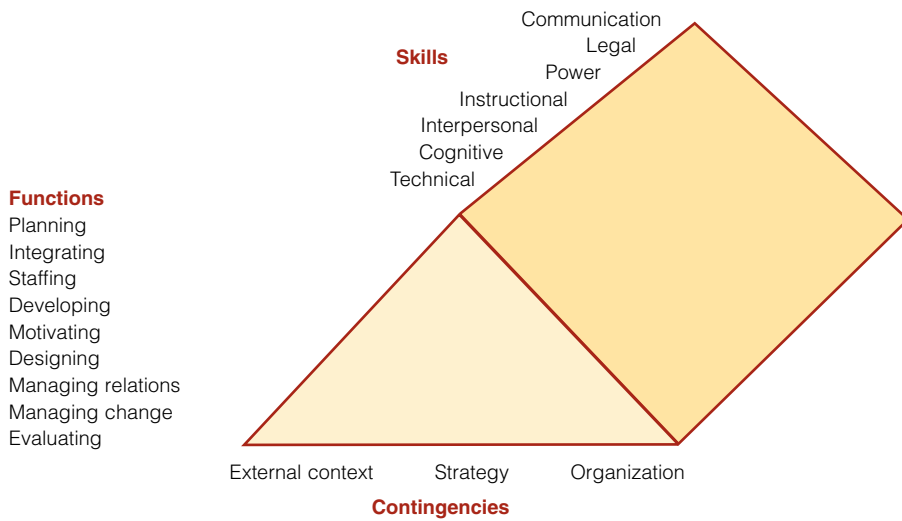 Communication
Legal
Skills
Power
Instructional
Interpersonal
Cognitive
Technical
Functions
Planning
Integrating
Staffing
Developing
Motivating
Designing
Managing relations
Managing change
Evaluating
External context Strategy Organization
Contingencies